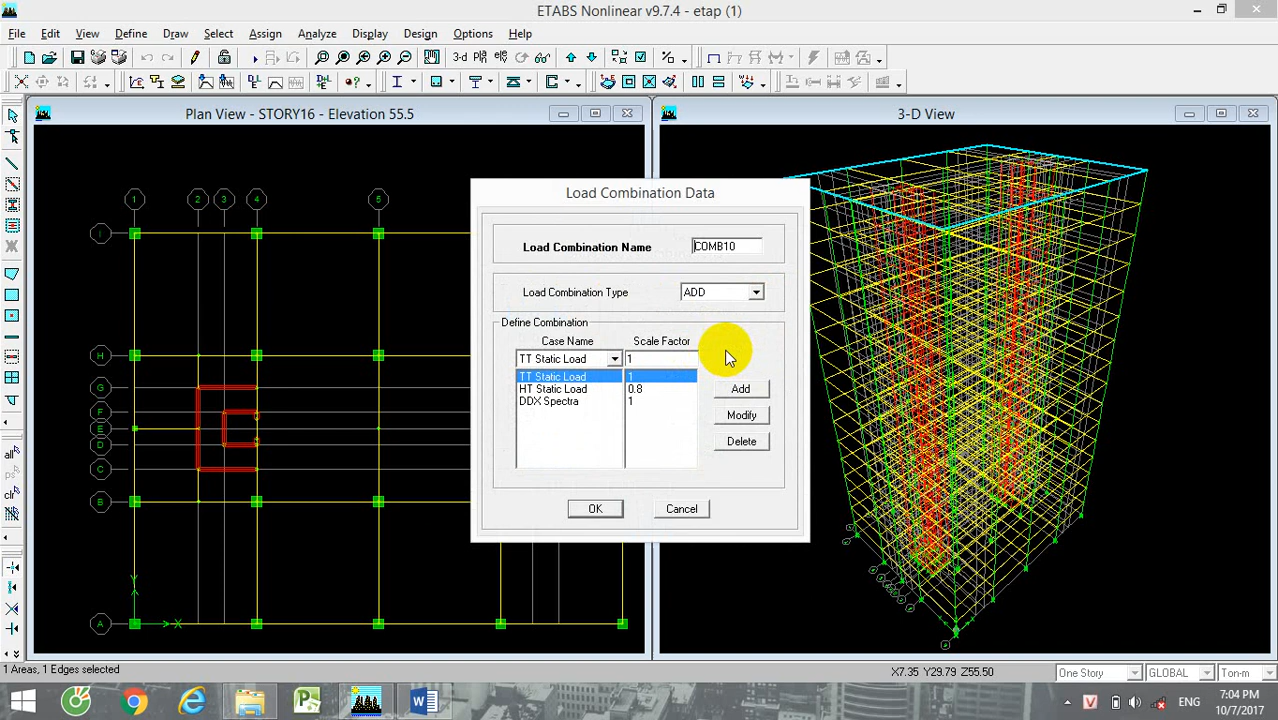 ETABS Nonlinear v9.7.4 - etap (1)
File Edit View Define Draw Select Assign Analyze Display Design Options Help
3-d
Plan View - STORY16 - Elevation 55.5
3-D View
Load Combination Data
Load Combination Name COMB10
Load Combination Type ADD
Define Combination
Case Name Scale Factor
TT Static Load 1
TT Static Load 1
HT Static Load 0.8
DDX Spectra 1
Add
Modify
Delete
OK Cancel
1 2 3 4 5
I
H
G
F
E
D
C
B
A
Y
X
all
clr
1 Areas, 1 Edges selected
X7.35 Y29.79 Z55.50
One Story
GLOBAL
Ton-m
ENG
7:04 PM
10/7/2017